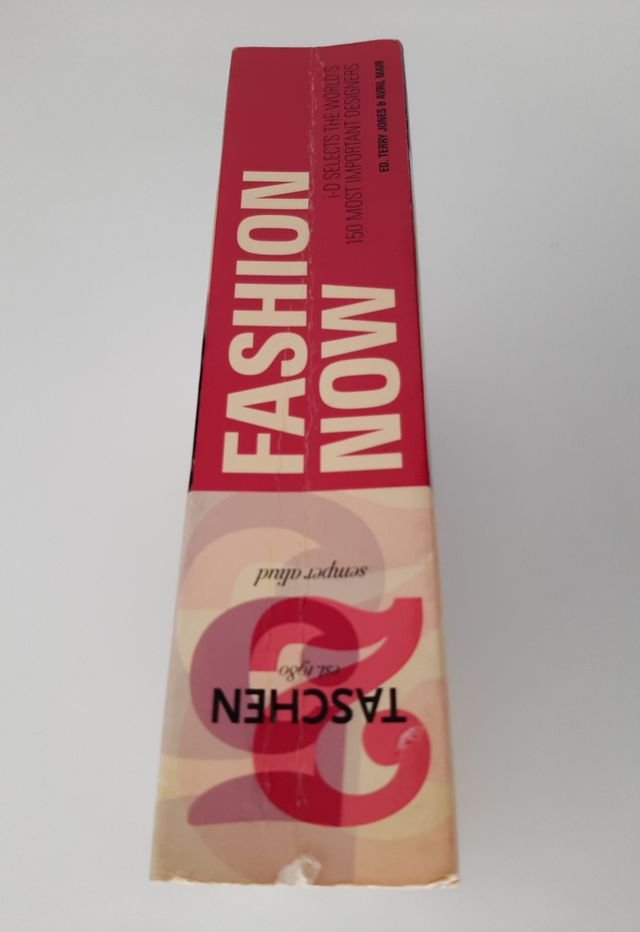 FASHION
NOW
i-D SELECTS THE WORLD'S
150 MOST IMPORTANT DESIGNERS
ED. TERRY JONES & AVRIL MAIR
TASCHEN
est. 1980
semper aliud